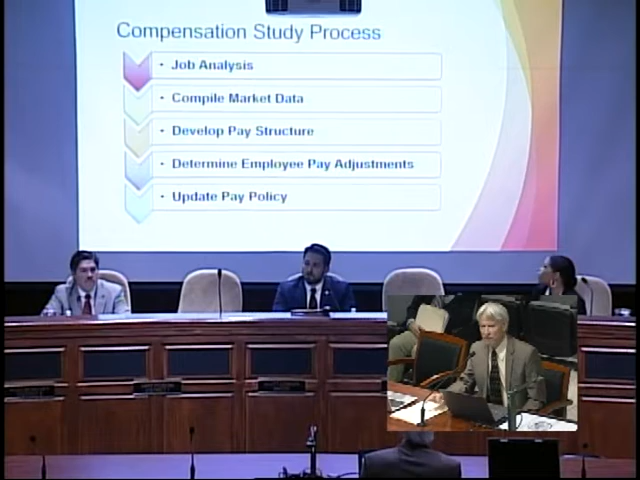 Compensation Study Process
• Job Analysis
• Compile Market Data
• Develop Pay Structure
• Determine Employee Pay Adjustments
• Update Pay Policy